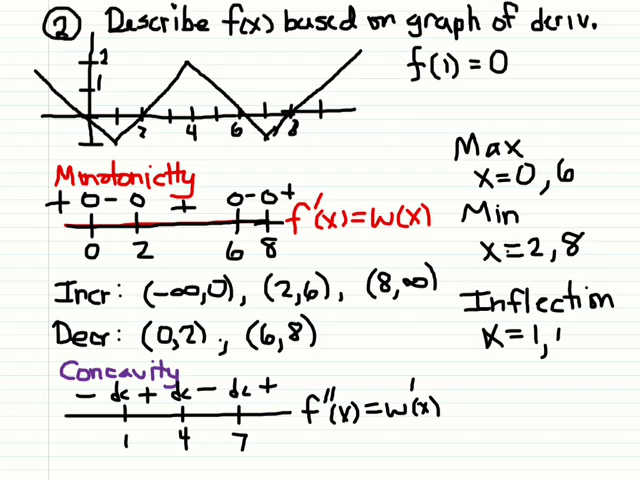 ② Describe f(x) based on graph of deriv.
f(1) = 0
2
1
2 4 6 8
Monotonicity
+ 0 - 0 + 0 - 0 +
f'(x) = w(x)
0 2 6 8
Incr: (-∞,0), (2,6), (8,∞)
Decr: (0,2), (6,8)
Concavity
- dc + dc - dc +
f''(x) = w'(x)
1 4 7
Max
x = 0, 6
Min
x = 2, 8
Inflection
x = 1, 1